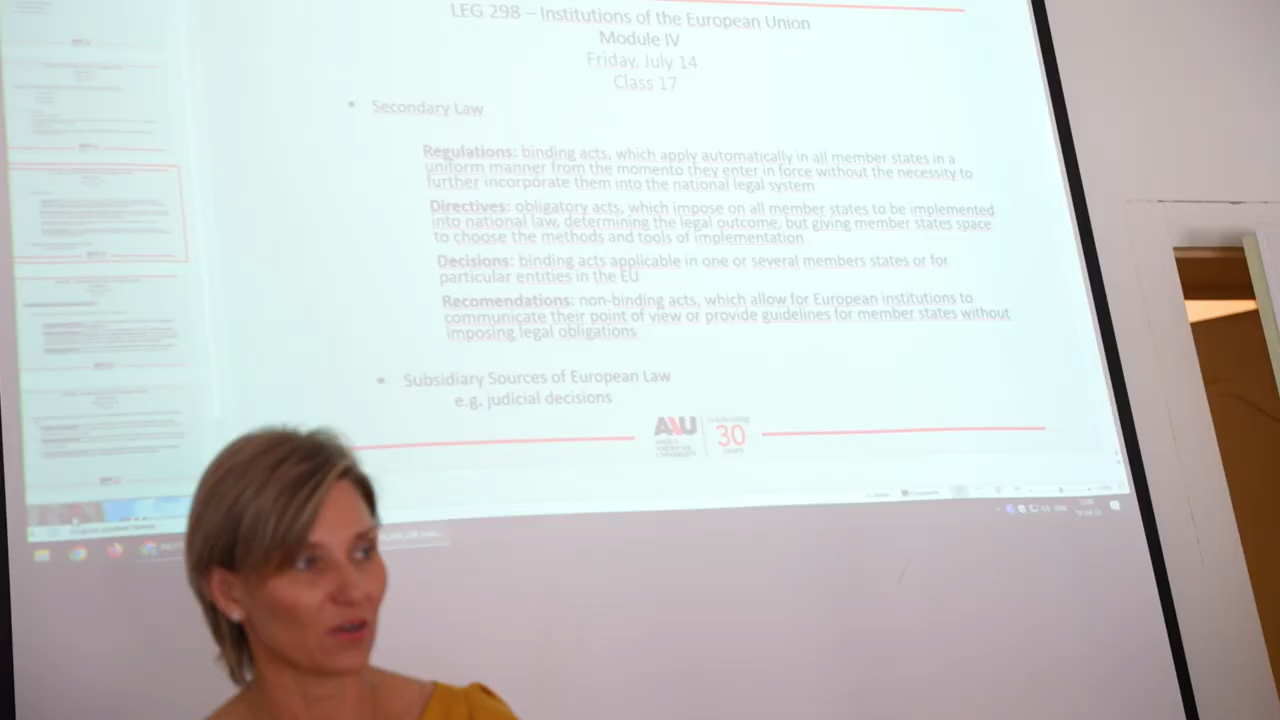 LEG 298 – Institutions of the European Union
Module IV
Friday, July 14
Class 17
▪ Secondary Law
Regulations: binding acts, which apply automatically in all member states in a
uniform manner from the momento they enter in force without the necessity to
further incorporate them into the national legal system
Directives: obligatory acts, which impose on all member states to be implemented
into national law, determining the legal outcome, but giving member states space
to choose the methods and tools of implementation
Decisions: binding acts applicable in one or several members states or for
particular entities in the EU
Recomendations: non-binding acts, which allow for European institutions to
communicate their point of view or provide guidelines for member states without
imposing legal obligations
▪ Subsidiary Sources of European Law
e.g. judicial decisions
30